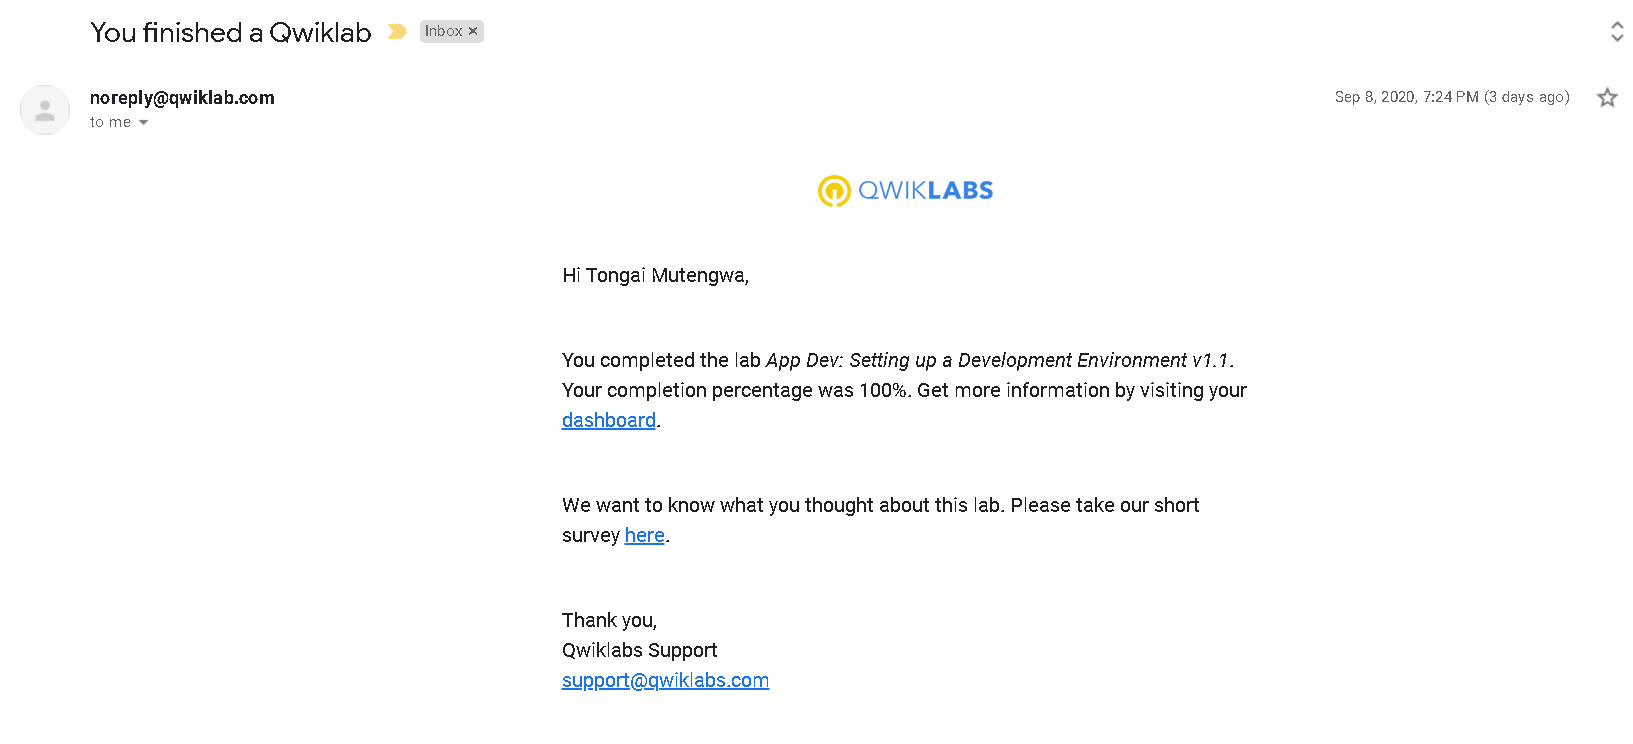 You finished a Qwiklab Inbox ×
noreply@qwiklab.com Sep 8, 2020, 7:24 PM (3 days ago)
to me
QWIKLABS
Hi Tongai Mutengwa,
You completed the lab App Dev: Setting up a Development Environment v1.1.
Your completion percentage was 100%. Get more information by visiting your
dashboard.
We want to know what you thought about this lab. Please take our short
survey here.
Thank you,
Qwiklabs Support
support@qwiklabs.com